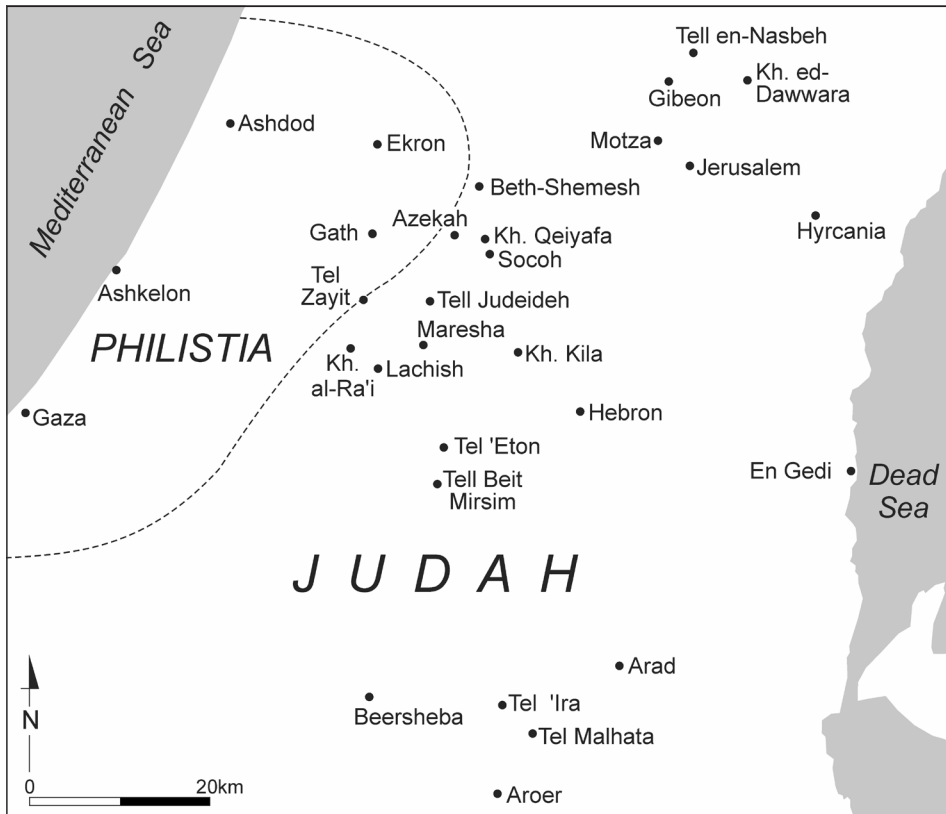 Mediterranean Sea
Tell en-Nasbeh
Kh. ed-
Dawwara
Gibeon
Ashdod
Ekron
Motza
Jerusalem
Beth-Shemesh
Azekah
Gath
Kh. Qeiyafa
Socoh
Hyrcania
Ashkelon
Tel
Zayit
Tell Judeideh
Maresha
PHILISTIA
Kh.
al-Ra'i
Lachish
Kh. Kila
Gaza
Hebron
Tel 'Eton
Tell Beit
Mirsim
En Gedi
Dead
Sea
JUDAH
Arad
Beersheba
Tel 'Ira
Tel Malhata
N
0 20km
Aroer